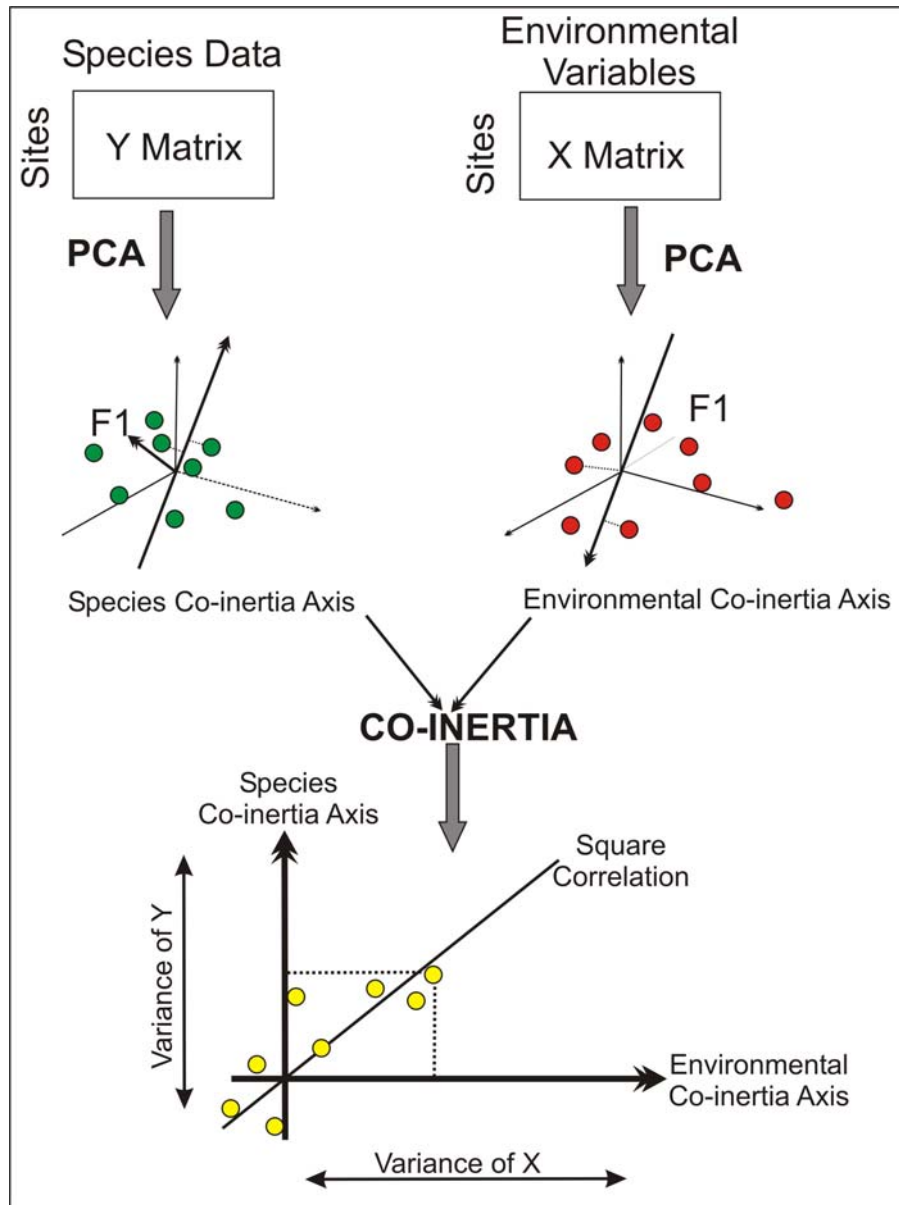 Species Data
Sites
Y Matrix
PCA
F1
Species Co-inertia Axis
Environmental
Variables
Sites
X Matrix
PCA
F1
Environmental Co-inertia Axis
CO-INERTIA
Species
Co-inertia Axis
Variance of Y
Square
Correlation
Environmental
Co-inertia Axis
Variance of X